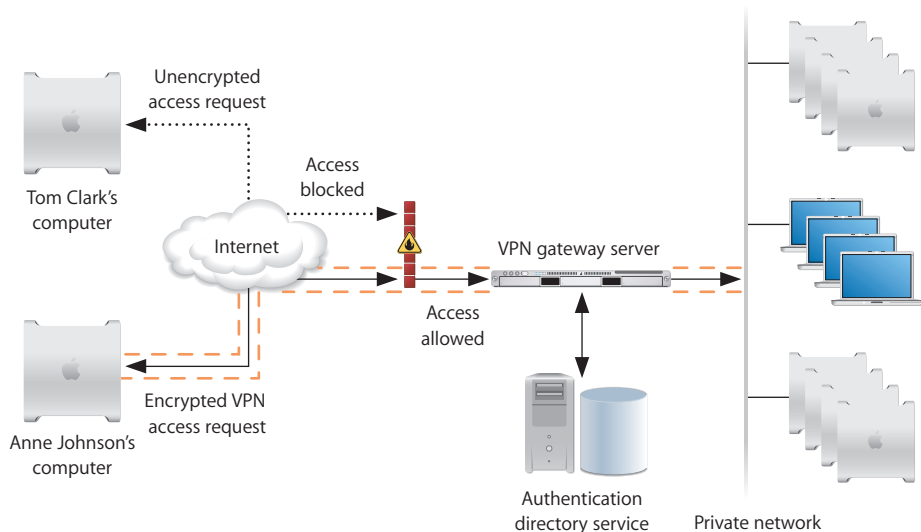 Unencrypted
access request
Tom Clark's
computer
Access
blocked
Internet
VPN gateway server
Access
allowed
Encrypted VPN
access request
Anne Johnson's
computer
Authentication
directory service
Private network